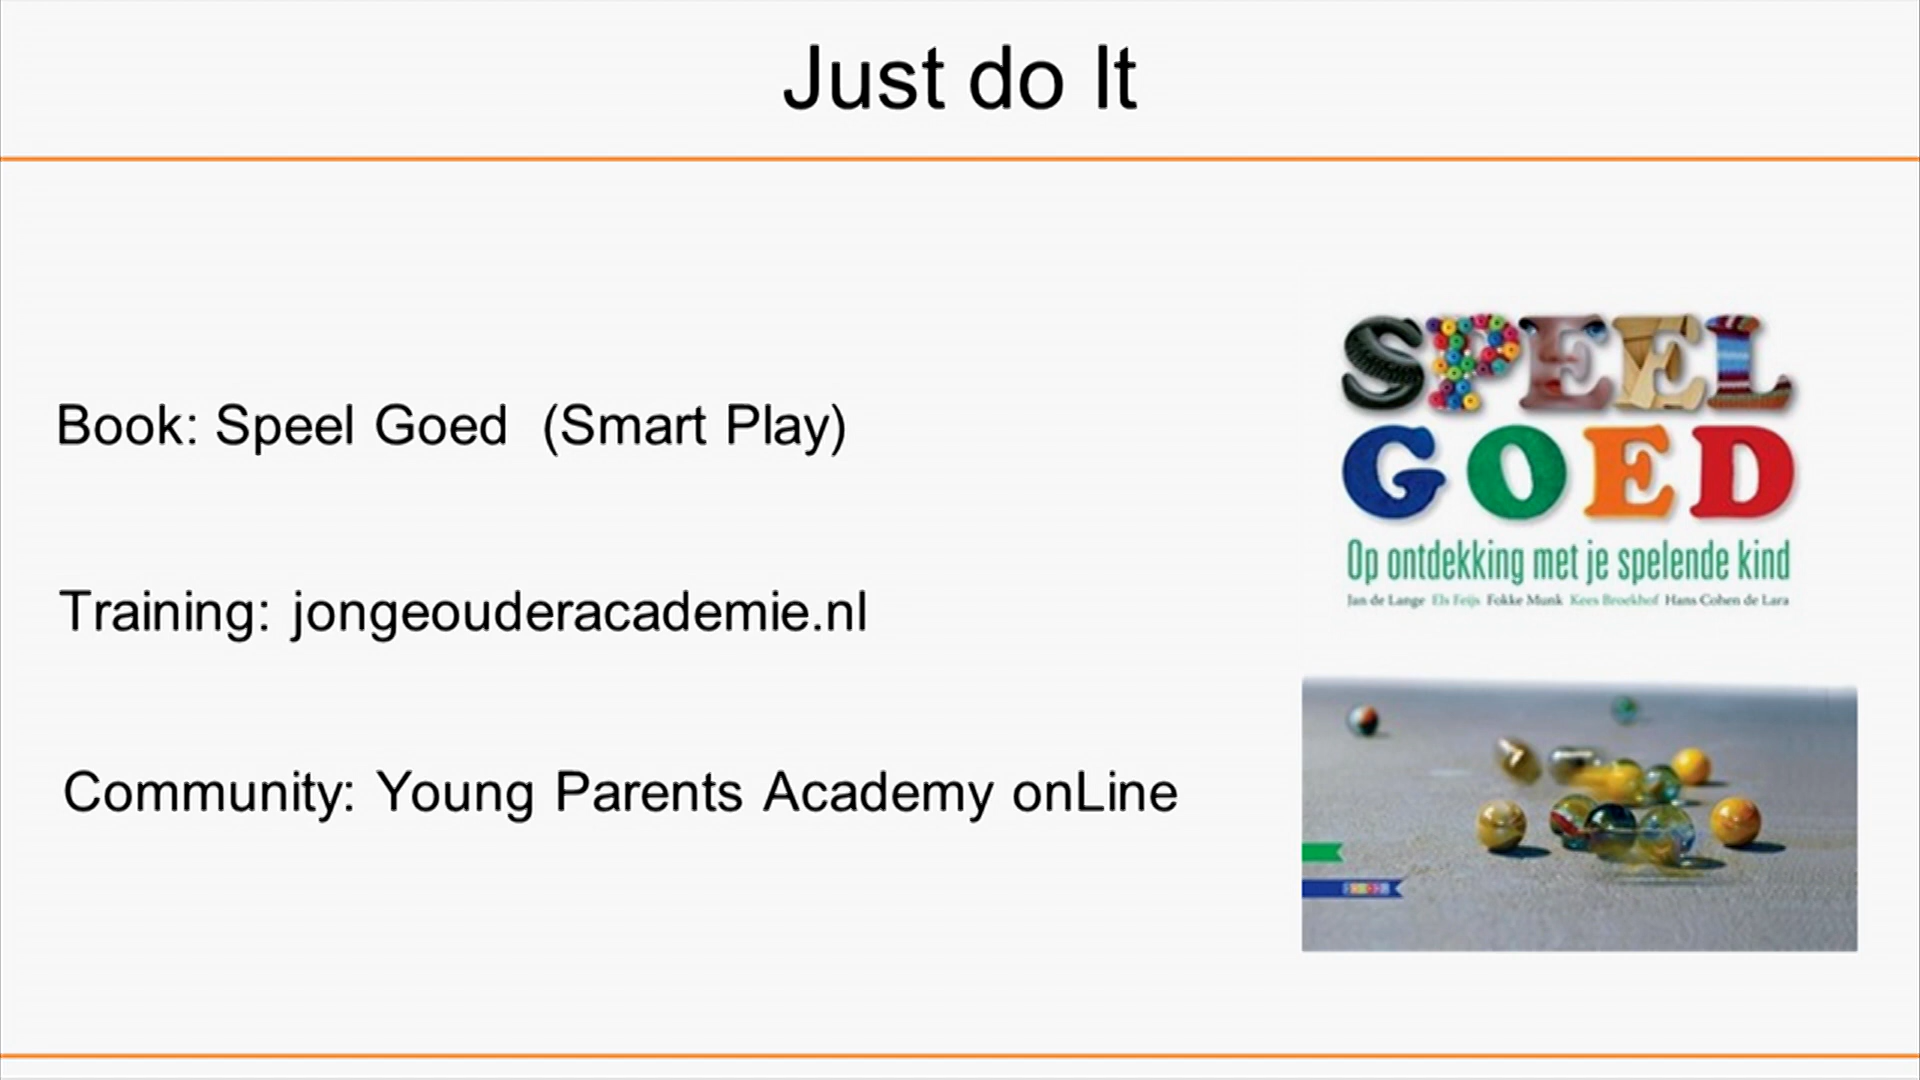 Just do It
Book: Speel Goed (Smart Play)
Training: jongeouderacademie.nl
Community: Young Parents Academy onLine
SPEEL
GOED
Op ontdekking met je spelende kind
Jan de Lange Els Feijs Fokke Munk Kees Broekhof Hans Cohen de Lara